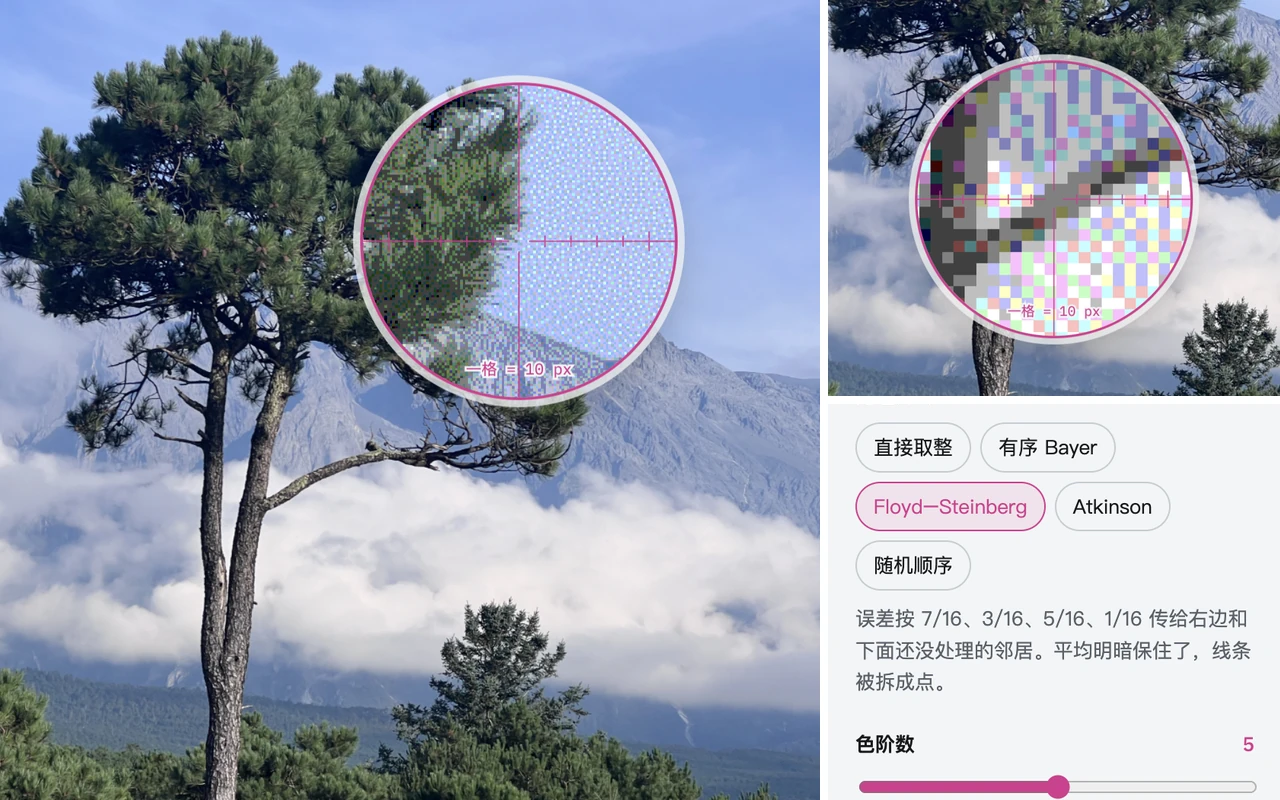 一格 = 10 px
一格 = 10 px
直接取整
有序 Bayer
Floyd–Steinberg
Atkinson
随机顺序
误差按 7/16、3/16、5/16、1/16 传给右边和
下面还没处理的邻居。平均明暗保住了，线条
被拆成点。
色阶数
5